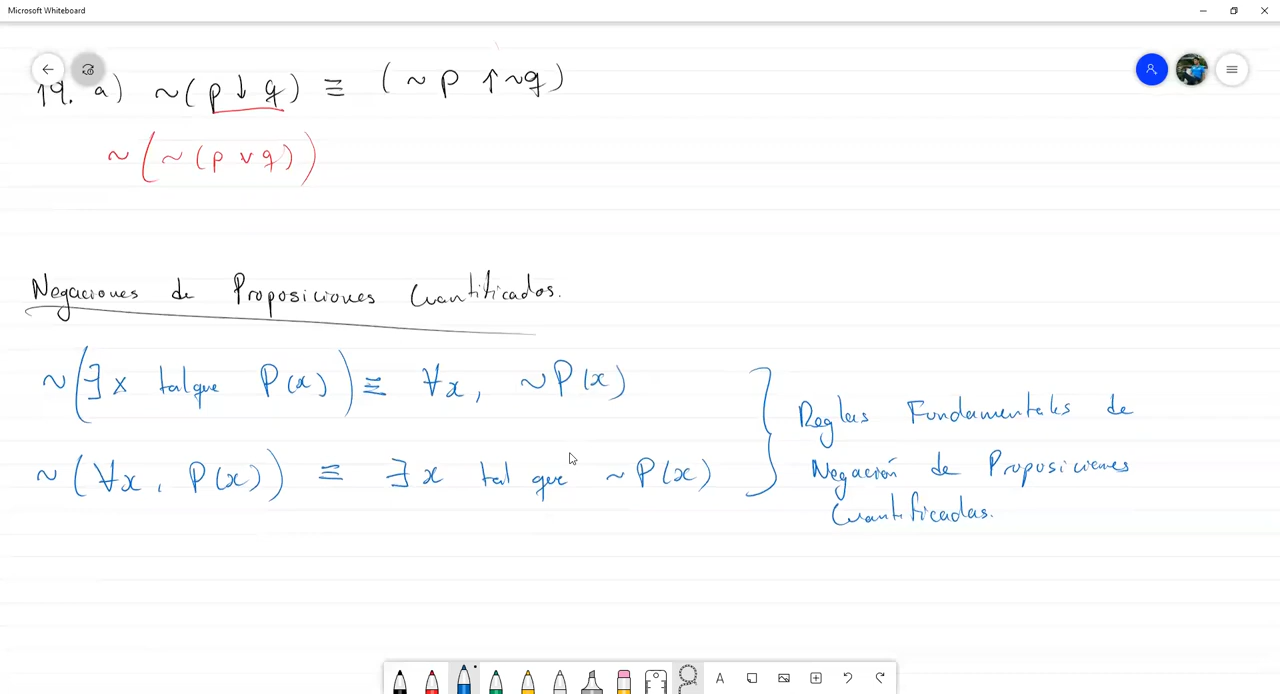 Microsoft Whiteboard
19. a) ~(p ↓ q) ≡ (~p ↑ ~q)
~(~(p ∨ q))
Negaciones de Proposiciones Cuantificados.
~(∃x tal que P(x)) ≡ ∀x, ~P(x)
~(∀x, P(x)) ≡ ∃x tal que ~P(x)
Reglas Fundamentales de
Negación de Proposiciones
Cuantificadas.
A